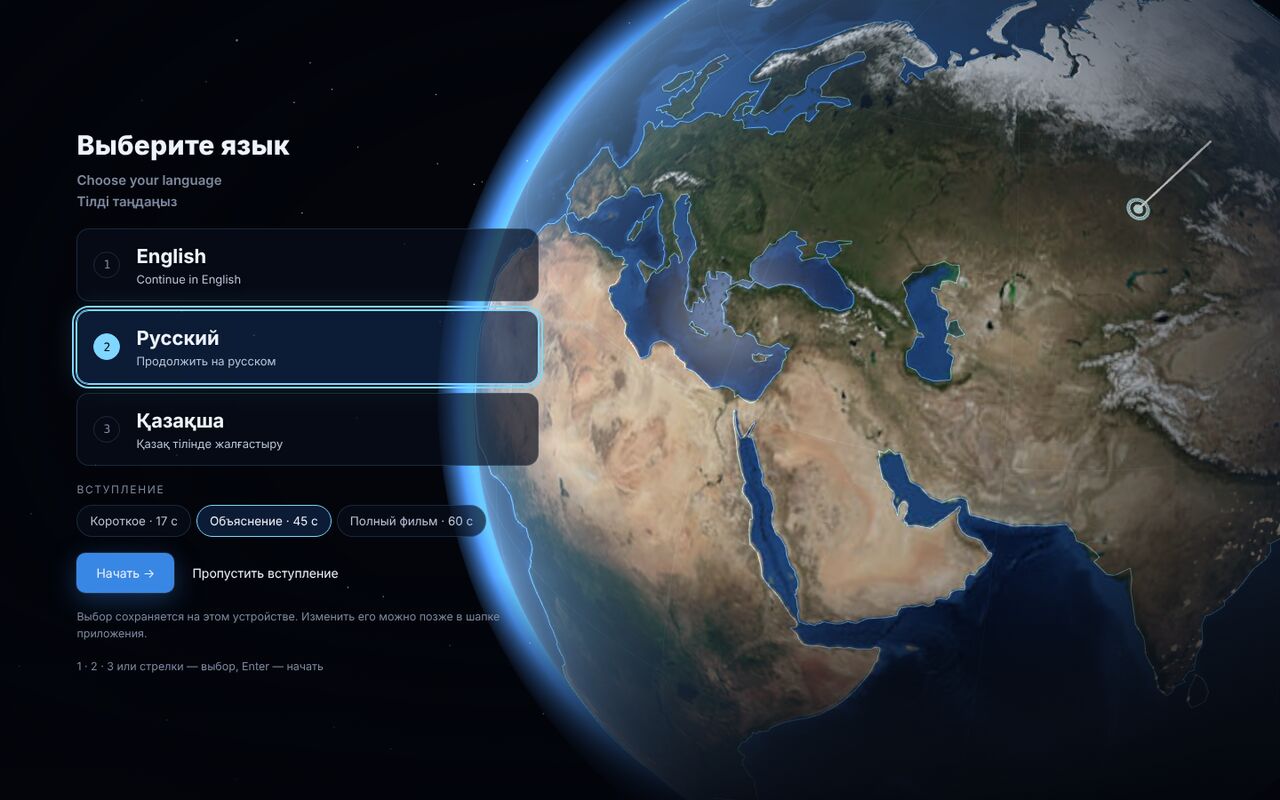 Выберите язык
Choose your language
Тілді таңдаңыз
1
English
Continue in English
2
Русский
Продолжить на русском
3
Қазақша
Қазақ тілінде жалғастыру
ВСТУПЛЕНИЕ
Короткое · 17 с
Объяснение · 45 с
Полный фильм · 60 с
Начать →
Пропустить вступление
Выбор сохраняется на этом устройстве. Изменить его можно позже в шапке
приложения.
1 · 2 · 3 или стрелки — выбор, Enter — начать